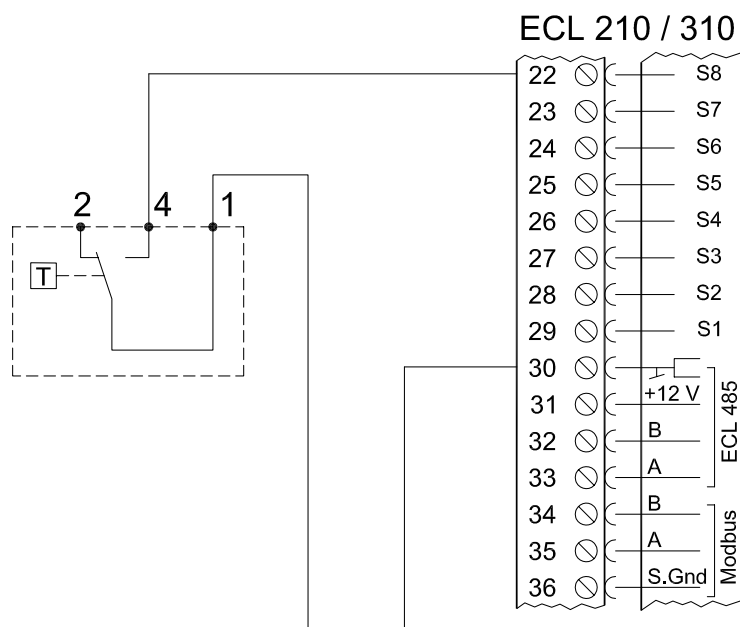 ECL 210 / 310
22 S8
23 S7
24 S6
25 S5
26 S4
27 S3
28 S2
29 S1
30
31 +12 V
32 B
33 A
ECL 485
34 B
35 A
36 S.Gnd
Modbus
2 4 1
T